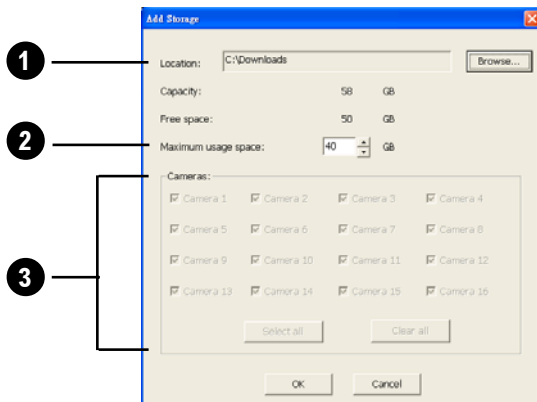 Add Storage
1
Location: C:\Downloads Browse...
Capacity: 58 GB
Free space: 50 GB
2
Maximum usage space: 40 GB
Cameras:
Camera 1 Camera 2 Camera 3 Camera 4
Camera 5 Camera 6 Camera 7 Camera 8
3
Camera 9 Camera 10 Camera 11 Camera 12
Camera 13 Camera 14 Camera 15 Camera 16
Select all Clear all
OK Cancel